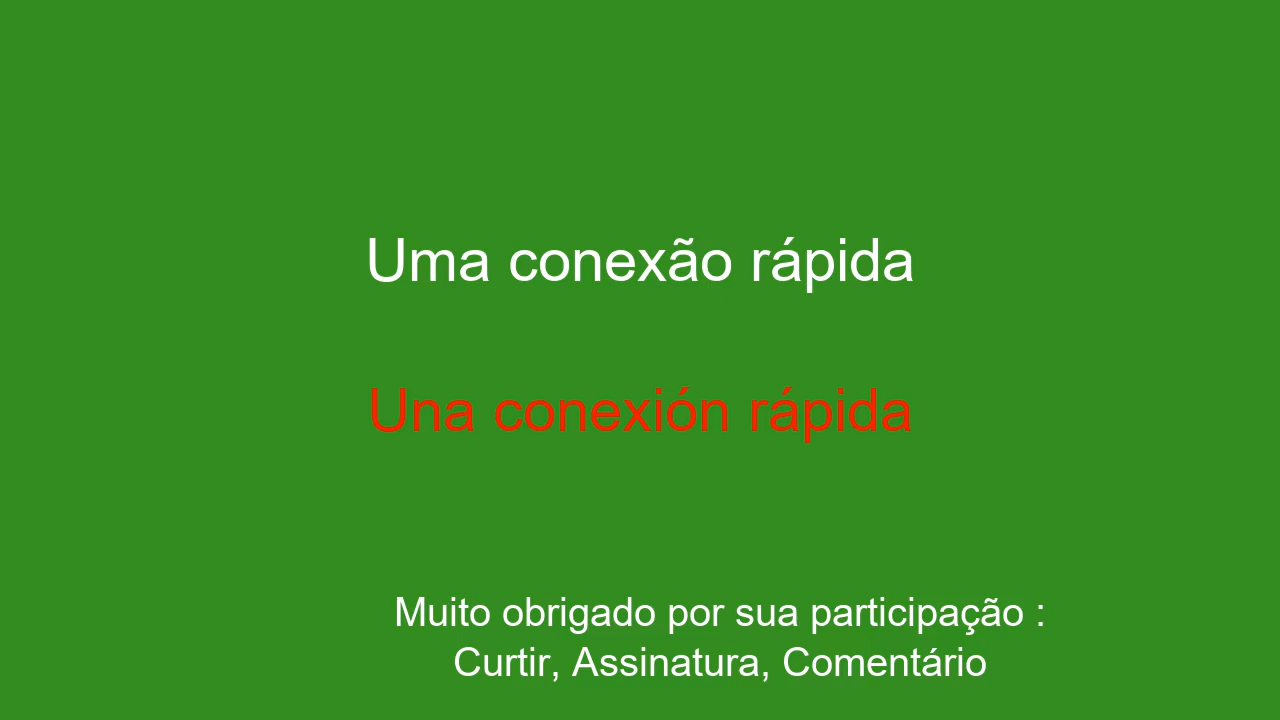 Uma conexão rápida
Una conexión rápida
Muito obrigado por sua participação :
Curtir, Assinatura, Comentário